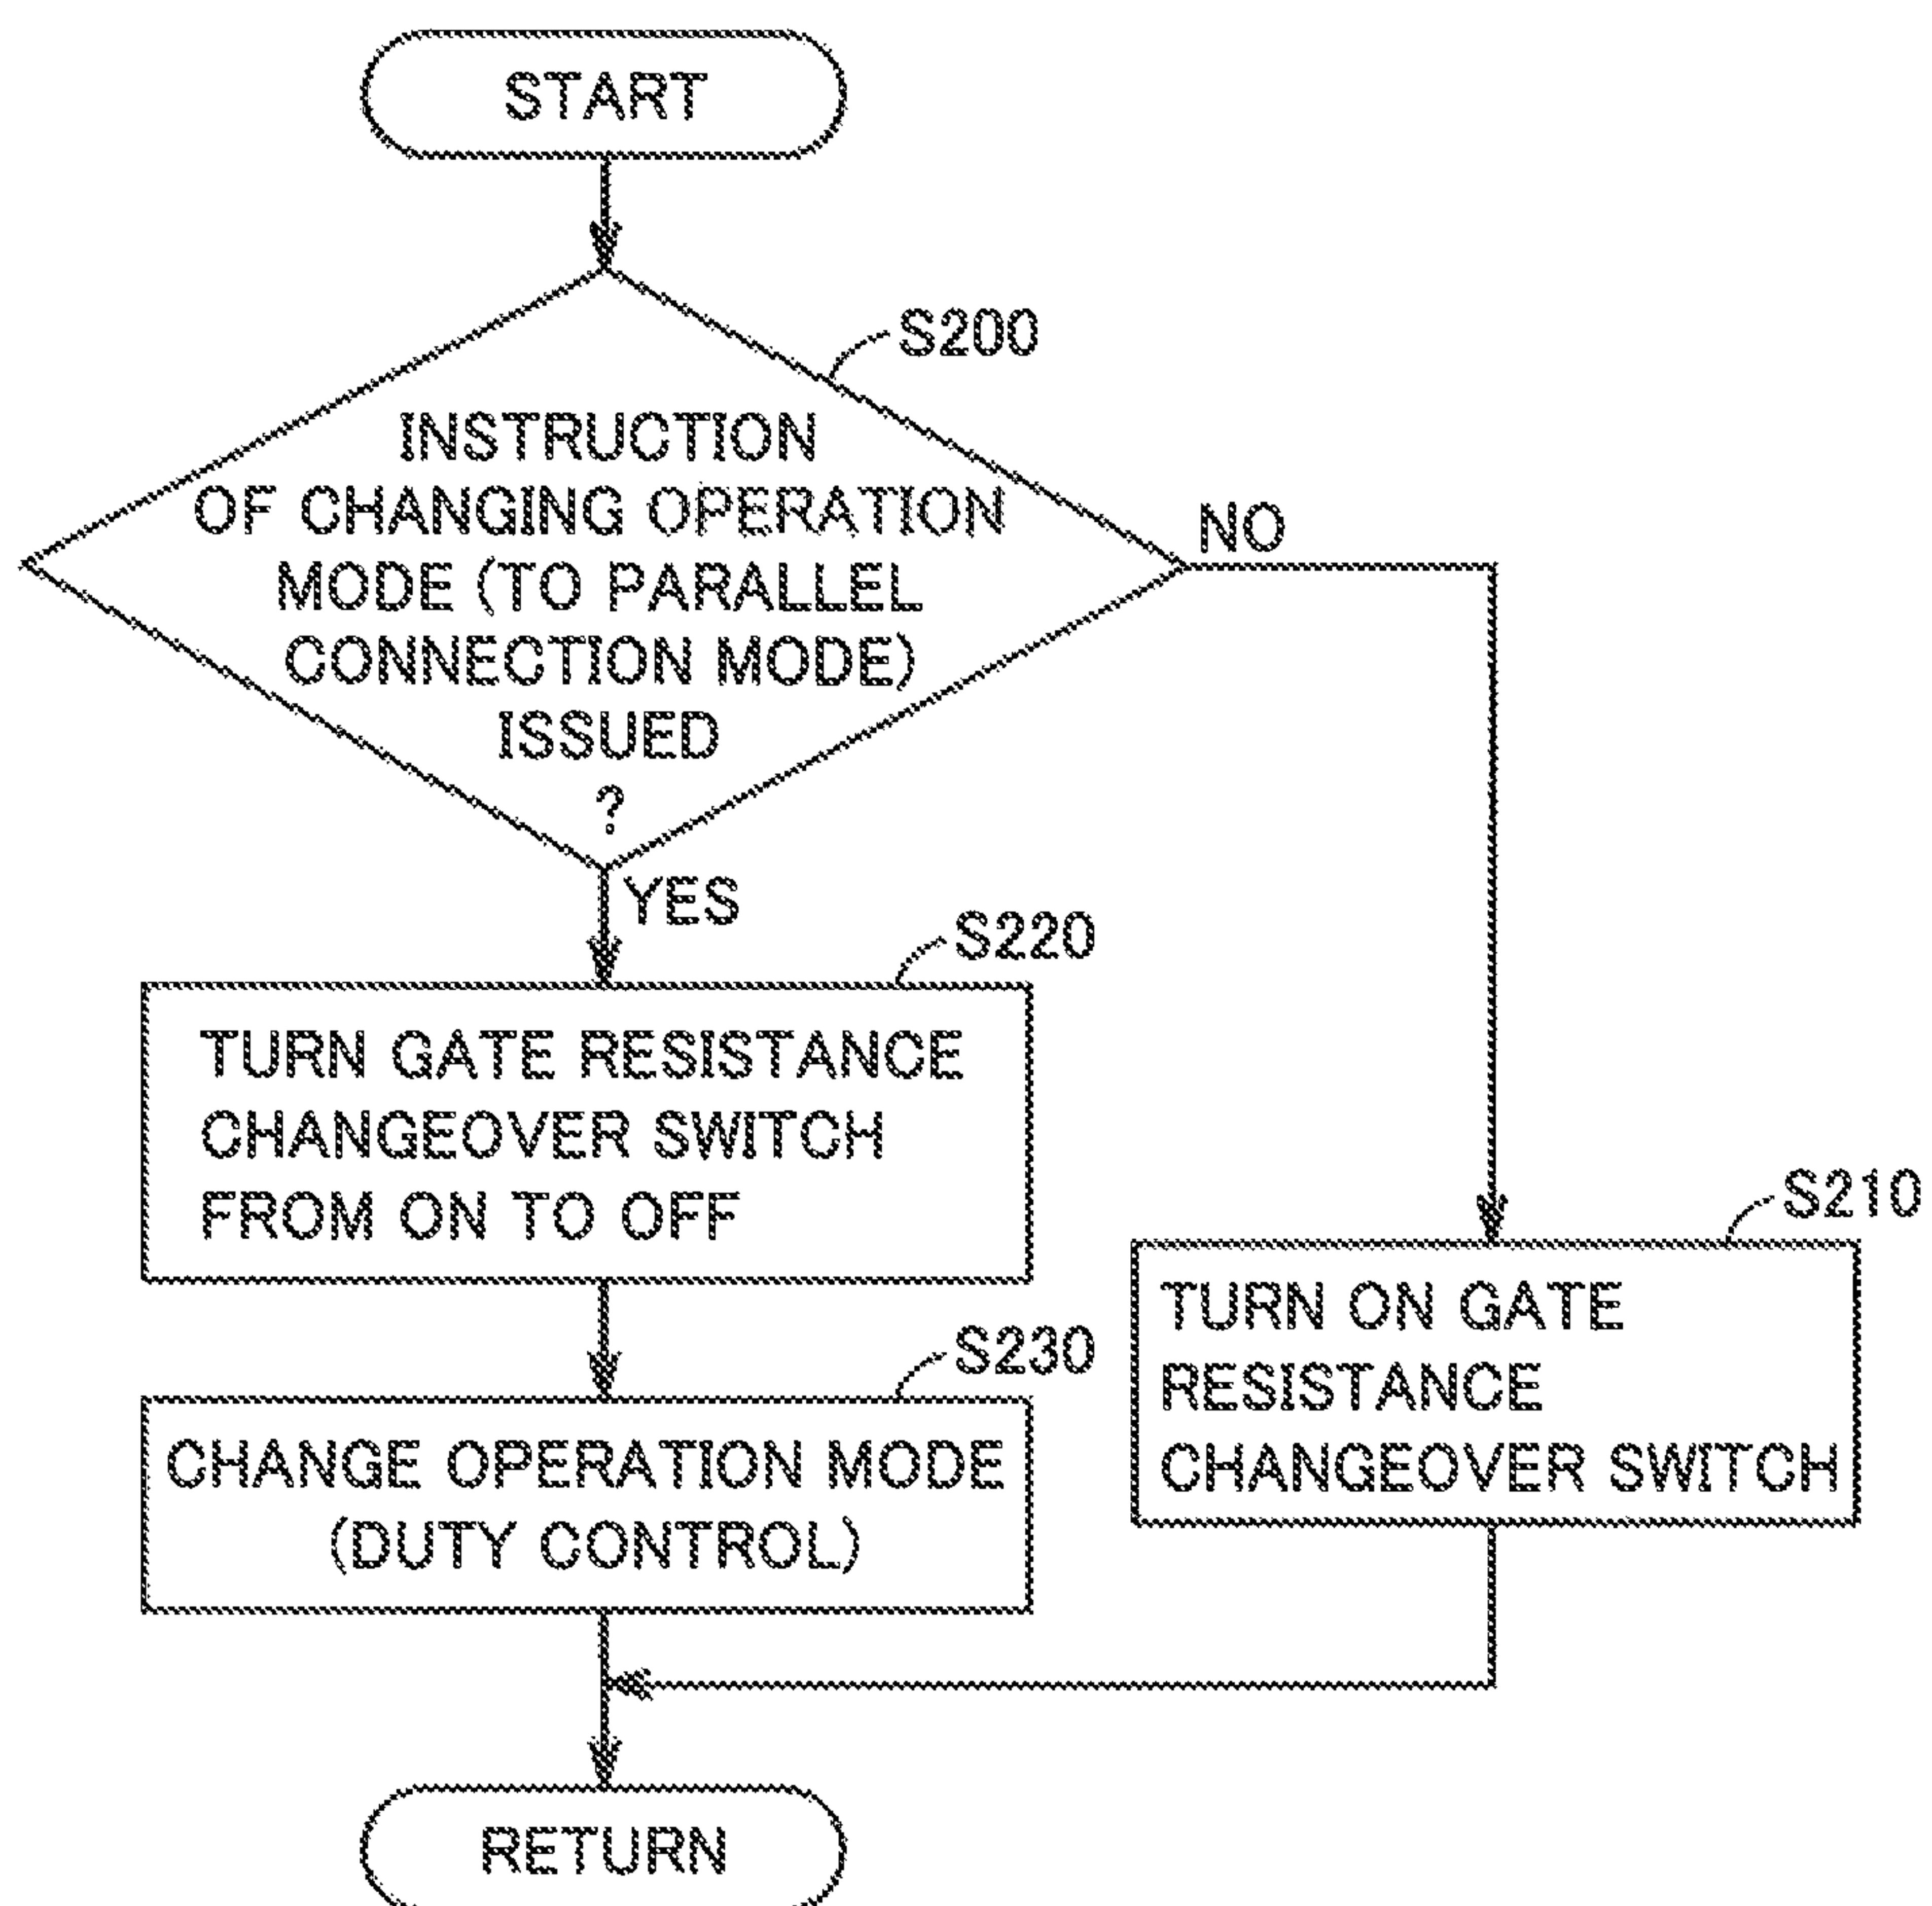 START
S200
INSTRUCTION
OF CHANGING OPERATION
MODE (TO PARALLEL
CONNECTION MODE)
ISSUED
?
NO
YES
S220
TURN GATE RESISTANCE
CHANGEOVER SWITCH
FROM ON TO OFF
S210
TURN ON GATE
RESISTANCE
CHANGEOVER SWITCH
S230
CHANGE OPERATION MODE
(DUTY CONTROL)
RETURN